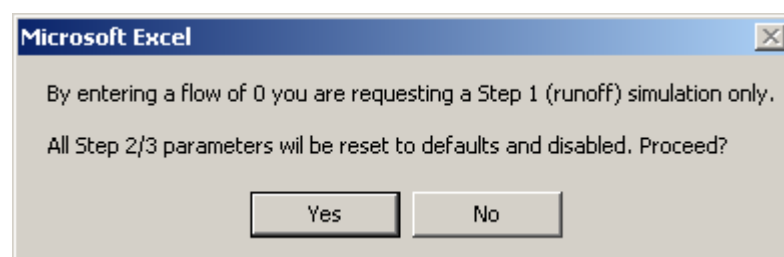 Microsoft Excel
By entering a flow of 0 you are requesting a Step 1 (runoff) simulation only.
All Step 2/3 parameters wil be reset to defaults and disabled. Proceed?
Yes
No